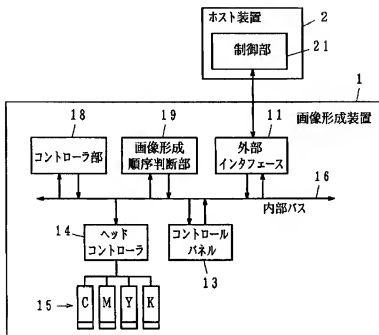 ホスト装置
2
制御部
21
1
画像形成装置
18
19
11
コントローラ部
画像形成
順序判断部
外部
インタフェース
16
内部バス
14
ヘッド
コントローラ
コントロール
パネル
13
15
C M Y K